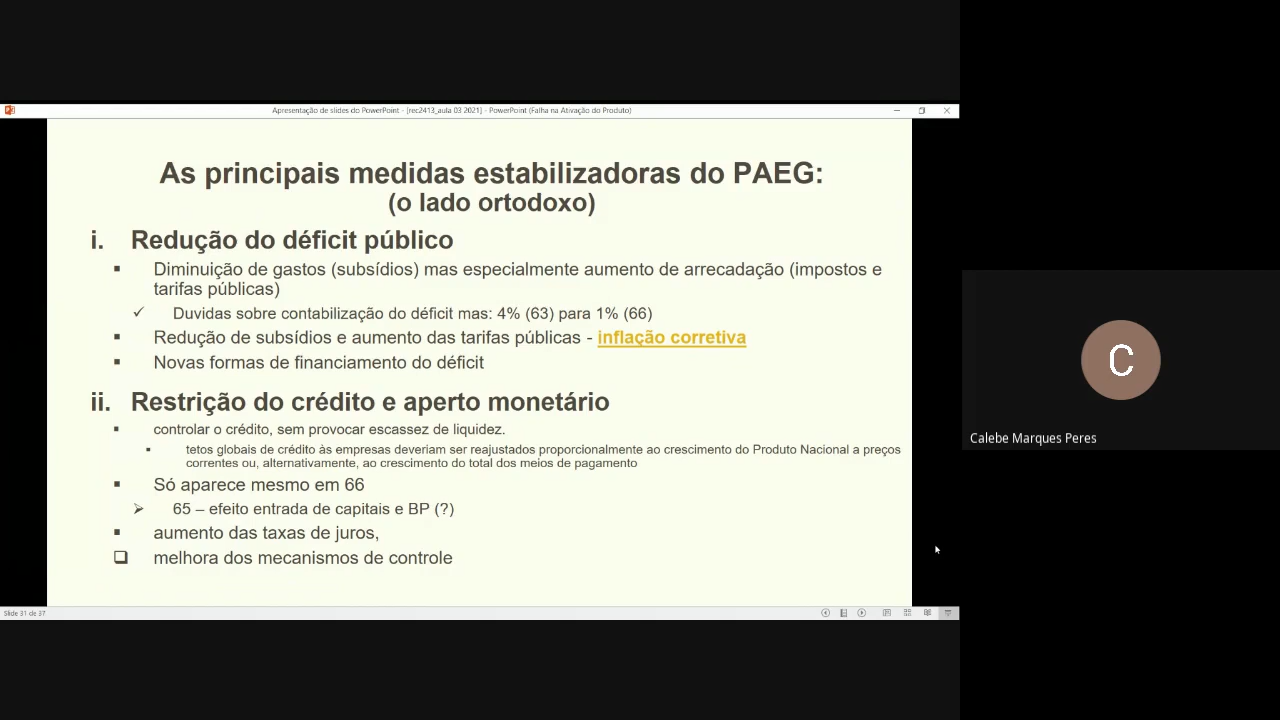 Apresentação de slides do PowerPoint - [rec2413_aula 03 2021] - PowerPoint (Falha na Ativação do Produto)
As principais medidas estabilizadoras do PAEG:
(o lado ortodoxo)
i. Redução do déficit público
▪ Diminuição de gastos (subsídios) mas especialmente aumento de arrecadação (impostos e
tarifas públicas)
✓ Duvidas sobre contabilização do déficit mas: 4% (63) para 1% (66)
▪ Redução de subsídios e aumento das tarifas públicas - inflação corretiva
▪ Novas formas de financiamento do déficit
ii. Restrição do crédito e aperto monetário
▪ controlar o crédito, sem provocar escassez de liquidez.
▪ tetos globais de crédito às empresas deveriam ser reajustados proporcionalmente ao crescimento do Produto Nacional a preços
correntes ou, alternativamente, ao crescimento do total dos meios de pagamento
▪ Só aparece mesmo em 66
➢ 65 – efeito entrada de capitais e BP (?)
▪ aumento das taxas de juros,
❑ melhora dos mecanismos de controle
Slide 31 de 37
C
Calebe Marques Peres